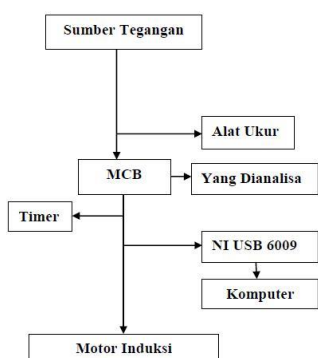 Sumber Tegangan
Alat Ukur
MCB
Yang Dianalisa
Timer
NI USB 6009
Komputer
Motor Induksi